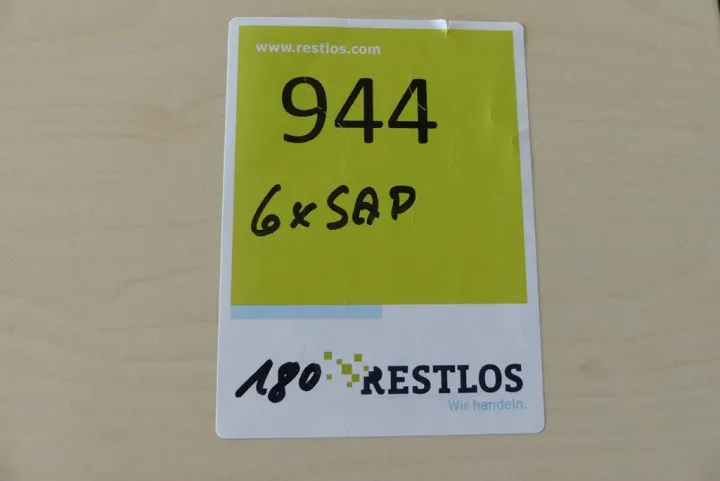 www.restlos.com
944
6xSAP
180 RESTLOS
Wir handeln.